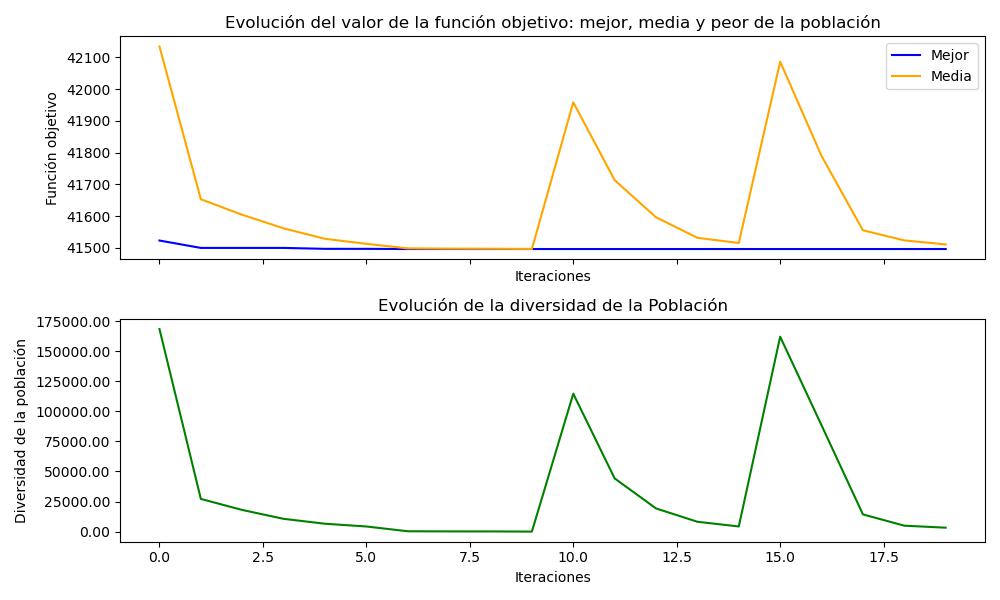 Evolución del valor de la función objetivo: mejor, media y peor de la población
Función objetivo
42100
42000
41900
41800
41700
41600
41500
Mejor
Media
Iteraciones
Evolución de la diversidad de la Población
Diversidad de la población
175000.00
150000.00
125000.00
100000.00
75000.00
50000.00
25000.00
0.00
0.0 2.5 5.0 7.5 10.0 12.5 15.0 17.5
Iteraciones